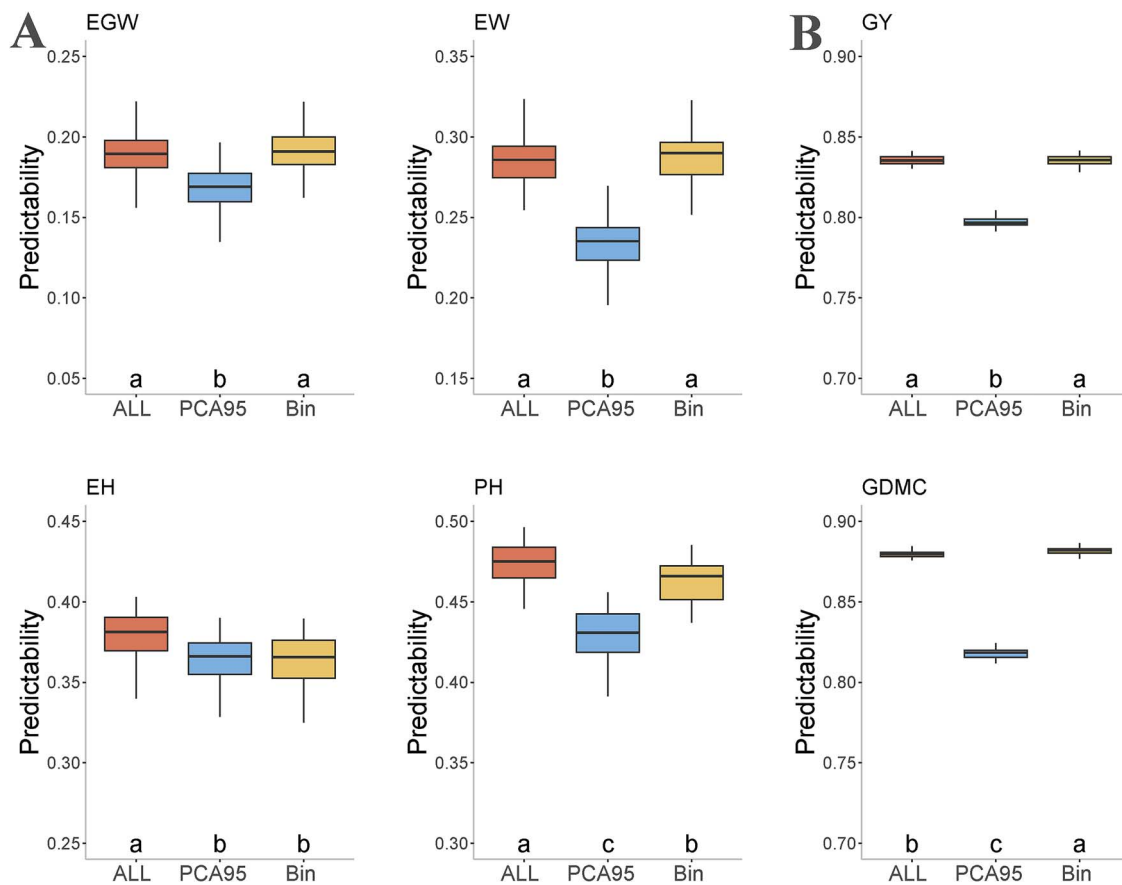 A
EGW
Predictability
0.25
0.20
0.15
0.10
0.05
a b a
ALL PCA95 Bin
EW
Predictability
0.35
0.30
0.25
0.20
0.15
a b a
ALL PCA95 Bin
B
GY
Predictability
0.90
0.85
0.80
0.75
0.70
a b a
ALL PCA95 Bin
EH
Predictability
0.45
0.40
0.35
0.30
0.25
a b b
ALL PCA95 Bin
PH
Predictability
0.50
0.45
0.40
0.35
0.30
a c b
ALL PCA95 Bin
GDMC
Predictability
0.90
0.85
0.80
0.75
0.70
b c a
ALL PCA95 Bin